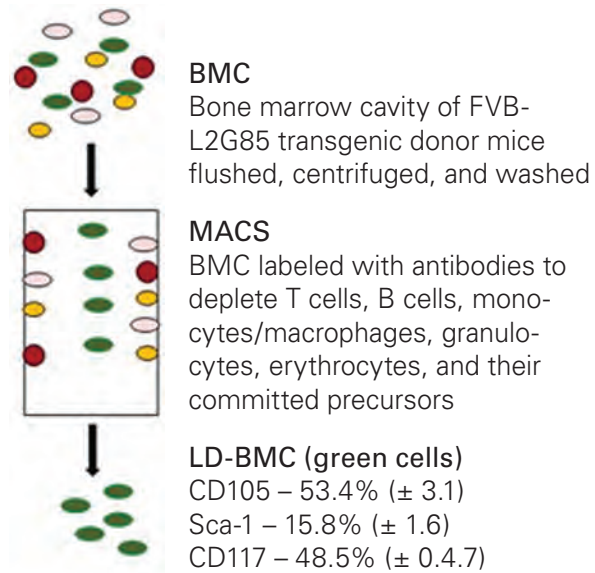 BMC
Bone marrow cavity of FVB-
L2G85 transgenic donor mice
flushed, centrifuged, and washed
MACS
BMC labeled with antibodies to
deplete T cells, B cells, mono-
cytes/macrophages, granulo-
cytes, erythrocytes, and their
committed precursors
LD-BMC (green cells)
CD105 – 53.4% (± 3.1)
Sca-1 – 15.8% (± 1.6)
CD117 – 48.5% (± 0.4.7)